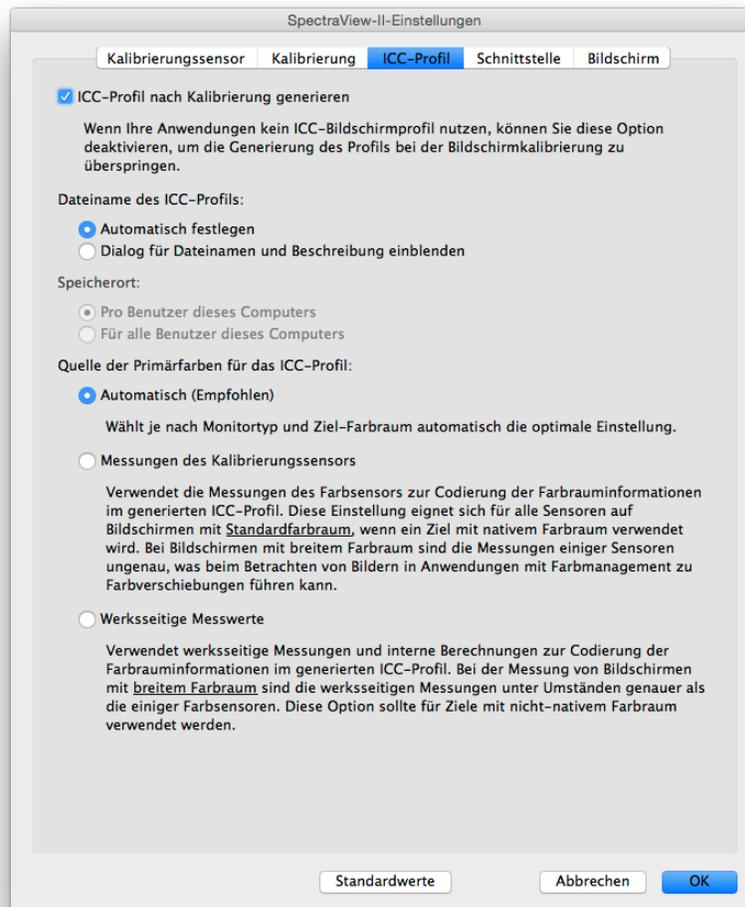 SpectraView-II-Einstellungen
Kalibrierungssensor Kalibrierung ICC-Profil Schnittstelle Bildschirm
ICC-Profil nach Kalibrierung generieren
Wenn Ihre Anwendungen kein ICC-Bildschirmprofil nutzen, können Sie diese Option
deaktivieren, um die Generierung des Profils bei der Bildschirmkalibrierung zu
überspringen.
Dateiname des ICC-Profils:
Automatisch festlegen
Dialog für Dateinamen und Beschreibung einblenden
Speicherort:
Pro Benutzer dieses Computers
Für alle Benutzer dieses Computers
Quelle der Primärfarben für das ICC-Profil:
Automatisch (Empfohlen)
Wählt je nach Monitortyp und Ziel-Farbraum automatisch die optimale Einstellung.
Messungen des Kalibrierungssensors
Verwendet die Messungen des Farbsensors zur Codierung der Farbrauminformationen
im generierten ICC-Profil. Diese Einstellung eignet sich für alle Sensoren auf
Bildschirmen mit Standardfarbraum, wenn ein Ziel mit nativem Farbraum verwendet
wird. Bei Bildschirmen mit breitem Farbraum sind die Messungen einiger Sensoren
ungenau, was beim Betrachten von Bildern in Anwendungen mit Farbmanagement zu
Farbverschiebungen führen kann.
Werksseitige Messwerte
Verwendet werksseitige Messungen und interne Berechnungen zur Codierung der
Farbrauminformationen im generierten ICC-Profil. Bei der Messung von Bildschirmen
mit breitem Farbraum sind die werksseitigen Messungen unter Umständen genauer als
die einiger Farbsensoren. Diese Option sollte für Ziele mit nicht-nativem Farbraum
verwendet werden.
Standardwerte Abbrechen OK